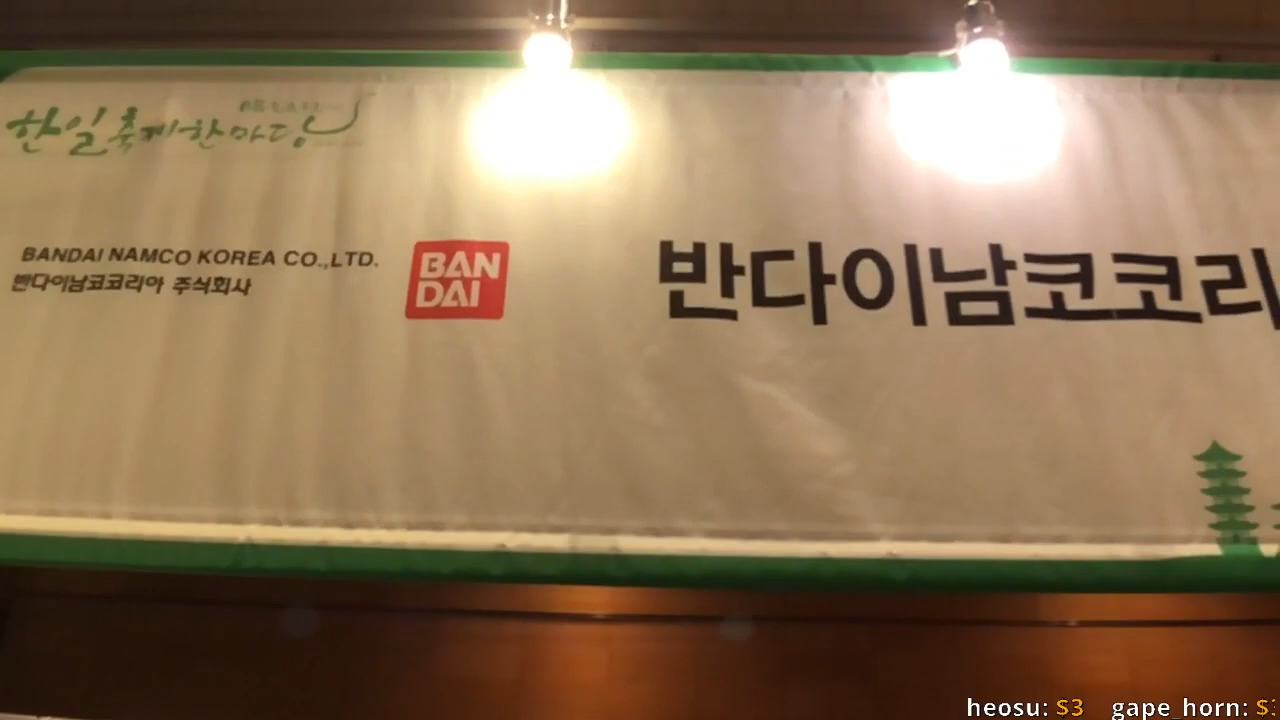 한일축제한마당
BANDAI NAMCO KOREA CO.,LTD.
반다이남코코리아 주식회사
BAN
DAI
반다이남코코리
heosu: $3 gape_horn: